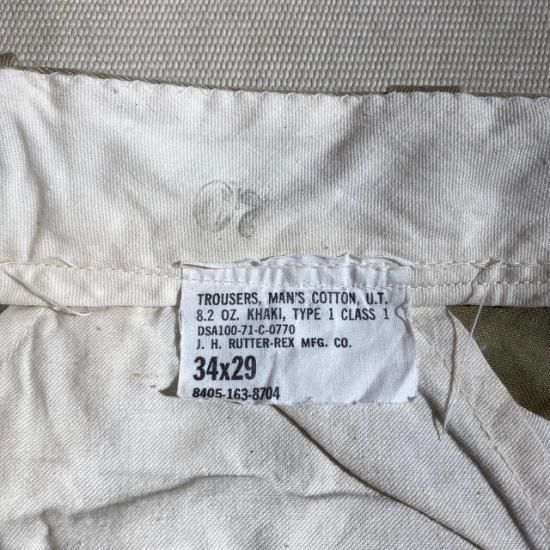 C7
TROUSERS, MAN'S COTTON, U.T.
8.2 OZ. KHAKI, TYPE 1 CLASS 1
DSA100-71-C-0770
J. H. RUTTER-REX MFG. CO.
34x29
8405-163-8704